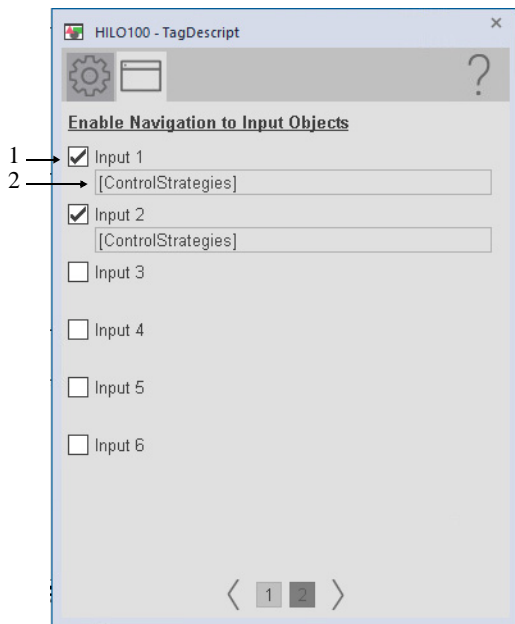 HILO100 - TagDescript
?
Enable Navigation to Input Objects
1 Input 1
2 [ControlStrategies]
Input 2
[ControlStrategies]
Input 3
Input 4
Input 5
Input 6
1 2